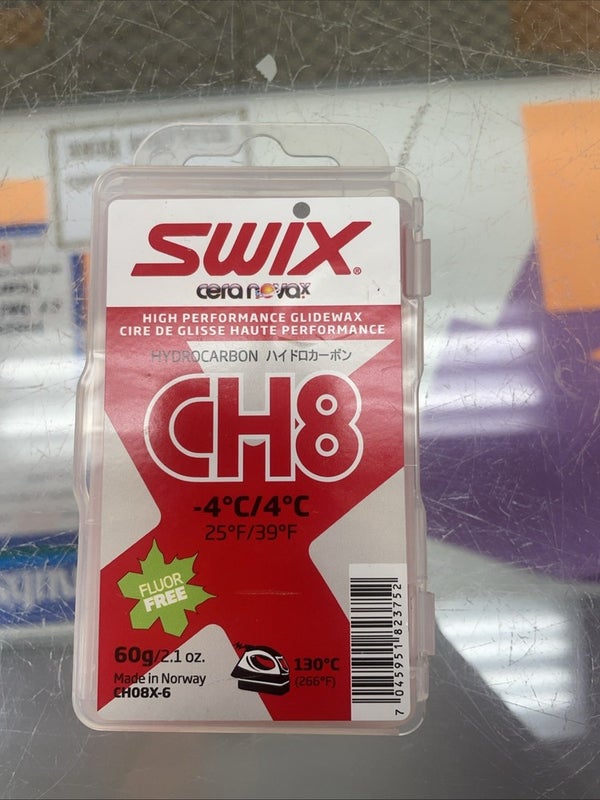 SWIX®
cera novax
HIGH PERFORMANCE GLIDEWAX
CIRE DE GLISSE HAUTE PERFORMANCE
HYDROCARBON ハイドロカーボン
CH8
-4°C/4°C
25°F/39°F
FLUOR
FREE
60g/2.1 oz.
Made in Norway
CH08X-6
130°C
(266°F)
7 045951 823752